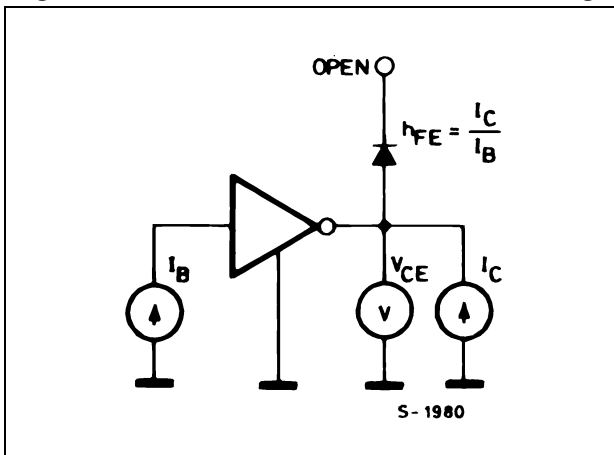 OPEN
hFE = IC
IB
IB
VCE
IC
V
S-1980